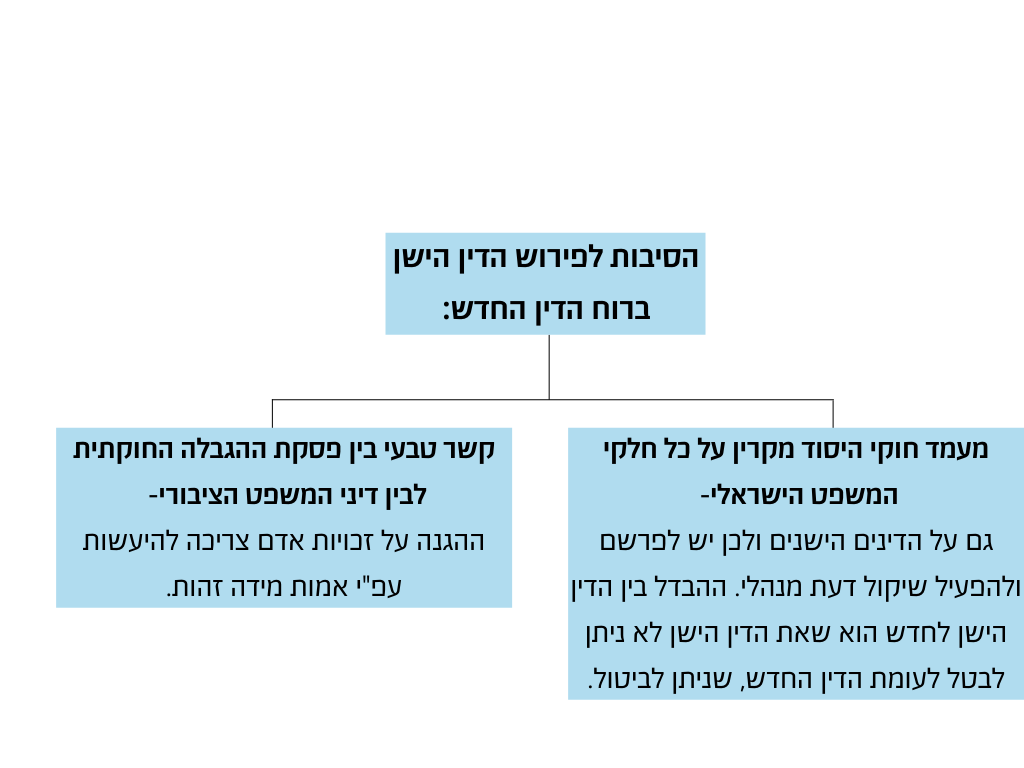 הסיבות לפירוש הדין הישן
ברוח הדין החדש:
מעמד חוקי היסוד מקרין על כל חלקי
המשפט הישראלי-
גם על הדינים הישנים ולכן יש לפרשם
ולהפעיל שיקול דעת מנהלי. ההבדל בין הדין
הישן לחדש הוא שאת הדין הישן לא ניתן
לבטל לעומת הדין החדש, שניתן לביטול.
קשר טבעי בין פסקת ההגבלה החוקתית
לבין דיני המשפט הציבורי-
ההגנה על זכויות אדם צריכה להיעשות
עפ"י אמות מידה זהות.